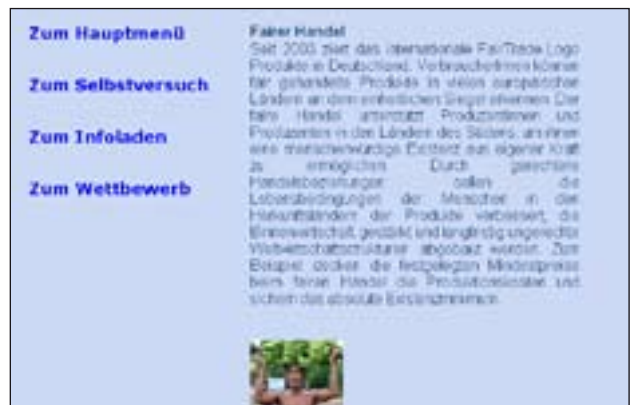 Zum Hauptmenü
Zum Selbstversuch
Zum Infoladen
Zum Wettbewerb
Fairer Handel
Seit 2003 ziert das internationale FairTrade Logo
Produkte in Deutschland. VerbraucherInnen können
fair gehandelte Produkte in vielen europäischen
Ländern an dem einheitlichen Siegel erkennen. Der
faire Handel unterstützt Produzentinnen und
Produzenten in den Ländern des Südens, um ihnen
eine menschenwürdige Existenz aus eigener Kraft
zu ermöglichen. Durch gerechtere
Handelsbeziehungen sollen die
Lebensbedingungen der Menschen in den
Herkunftsländern der Produkte verbessert, die
Binnenwirtschaft gestärkt und langfristig ungerechte
Weltwirtschaftsstrukturen abgebaut werden. Zum
Beispiel decken die festgelegten Mindestpreise
beim fairen Handel die Produktionskosten und
sichern das absolute Existenzminimum.